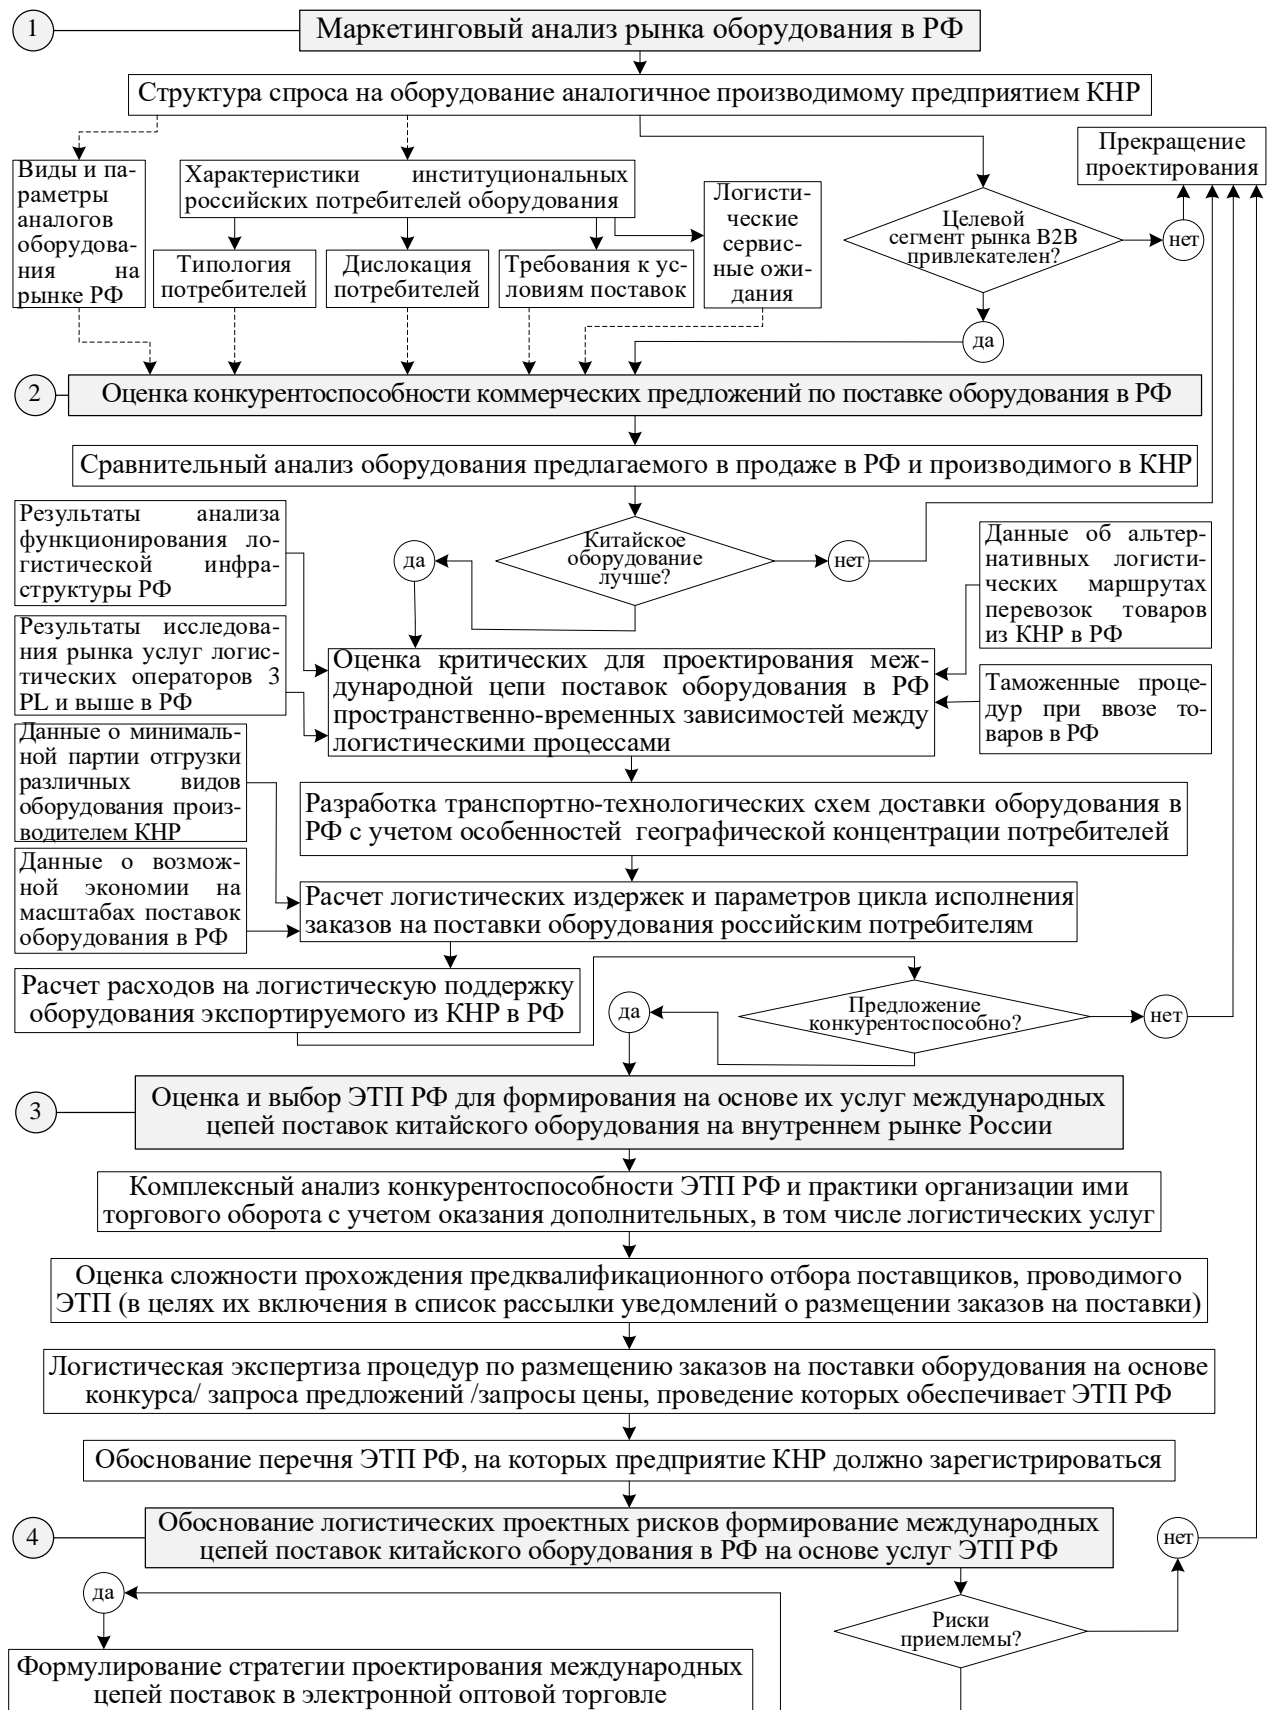 1
Маркетинговый анализ рынка оборудования в РФ
Структура спроса на оборудование аналогичное производимому предприятием КНР
Прекращение
проектирования
Виды и па-
раметры
аналогов
оборудова-
ния на
рынке РФ
Характеристики институциональных
российских потребителей оборудования
Типология
потребителей
Дислокация
потребителей
Требования к ус-
ловиям поставок
Логисти-
ческие
сервис-
ные ожи-
дания
Целевой
сегмент рынка B2B
привлекателен?
нет
да
2
Оценка конкурентоспособности коммерческих предложений по поставке оборудования в РФ
Сравнительный анализ оборудования предлагаемого в продаже в РФ и производимого в КНР
Результаты анализа
функционирования ло-
гистической инфра-
структуры РФ
да
Китайское
оборудование
лучше?
нет
Данные об альтер-
нативных логисти-
ческих маршрутах
перевозок товаров
из КНР в РФ
Результаты исследова-
ния рынка услуг логис-
тических операторов 3
PL и выше в РФ
Оценка критических для проектирования меж-
дународной цепи поставок оборудования в РФ
пространственно-временных зависимостей между
логистическими процессами
Таможенные проце-
дур при ввозе то-
варов в РФ
Данные о минималь-
ной партии отгрузки
различных видов
оборудования произ-
водителем КНР
Разработка транспортно-технологических схем доставки оборудования в
РФ с учетом особенностей географической концентрации потребителей
Данные о возмож-
ной экономии на
масштабах поставок
оборудования в РФ
Расчет логистических издержек и параметров цикла исполнения
заказов на поставки оборудования российским потребителям
Расчет расходов на логистическую поддержку
оборудования экспортируемого из КНР в РФ
да
Предложение
конкурентоспособно?
нет
3
Оценка и выбор ЭТП РФ для формирования на основе их услуг международных
цепей поставок китайского оборудования на внутреннем рынке России
Комплексный анализ конкурентоспособности ЭТП РФ и практики организации ими
торгового оборота с учетом оказания дополнительных, в том числе логистических услуг
Оценка сложности прохождения предквалификационного отбора поставщиков, проводимого
ЭТП (в целях их включения в список рассылки уведомлений о размещении заказов на поставки)
Логистическая экспертиза процедур по размещению заказов на поставки оборудования на основе
конкурса/ запроса предложений /запросы цены, проведение которых обеспечивает ЭТП РФ
Обоснование перечня ЭТП РФ, на которых предприятие КНР должно зарегистрироваться
4
Обоснование логистических проектных рисков формирование международных
цепей поставок китайского оборудования в РФ на основе услуг ЭТП РФ
нет
да
Риски
приемлемы?
Формулирование стратегии проектирования международных
цепей поставок в электронной оптовой торговле